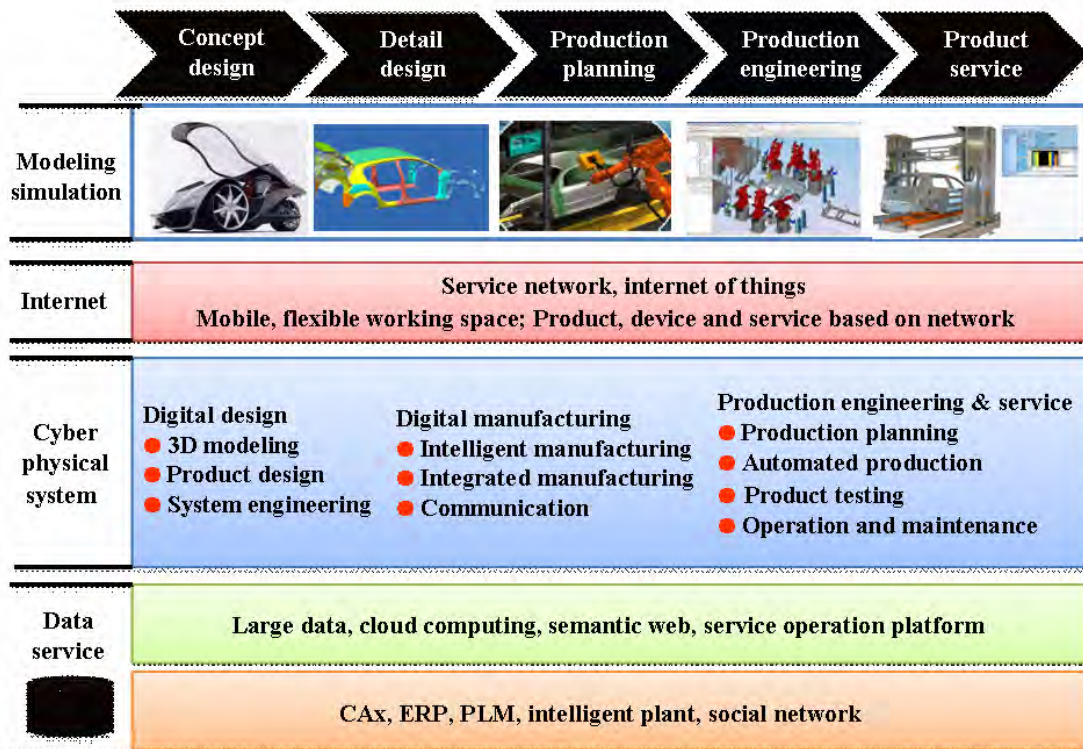 Concept
design
Detail
design
Production
planning
Production
engineering
Product
service
Modeling
simulation
Internet
Service network, internet of things
Mobile, flexible working space; Product, device and service based on network
Cyber
physical
system
Digital design
3D modeling
Product design
System engineering
Digital manufacturing
Intelligent manufacturing
Integrated manufacturing
Communication
Production engineering & service
Production planning
Automated production
Product testing
Operation and maintenance
Data
service
Large data, cloud computing, semantic web, service operation platform
CAx, ERP, PLM, intelligent plant, social network